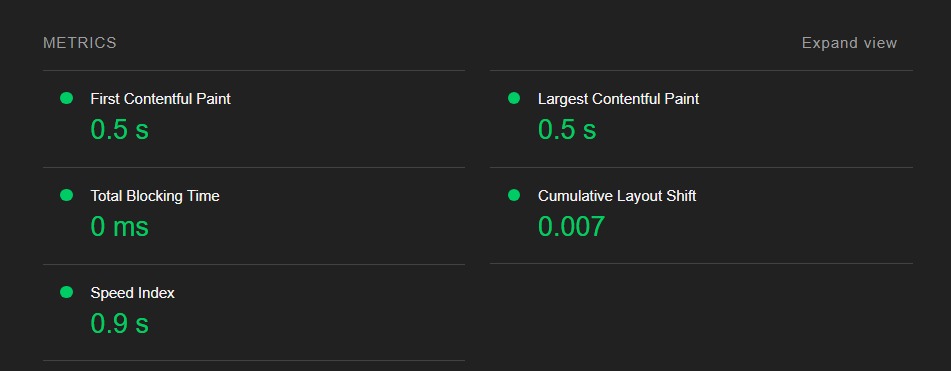 METRICS
Expand view
First Contentful Paint
0.5 s
Largest Contentful Paint
0.5 s
Total Blocking Time
0 ms
Cumulative Layout Shift
0.007
Speed Index
0.9 s